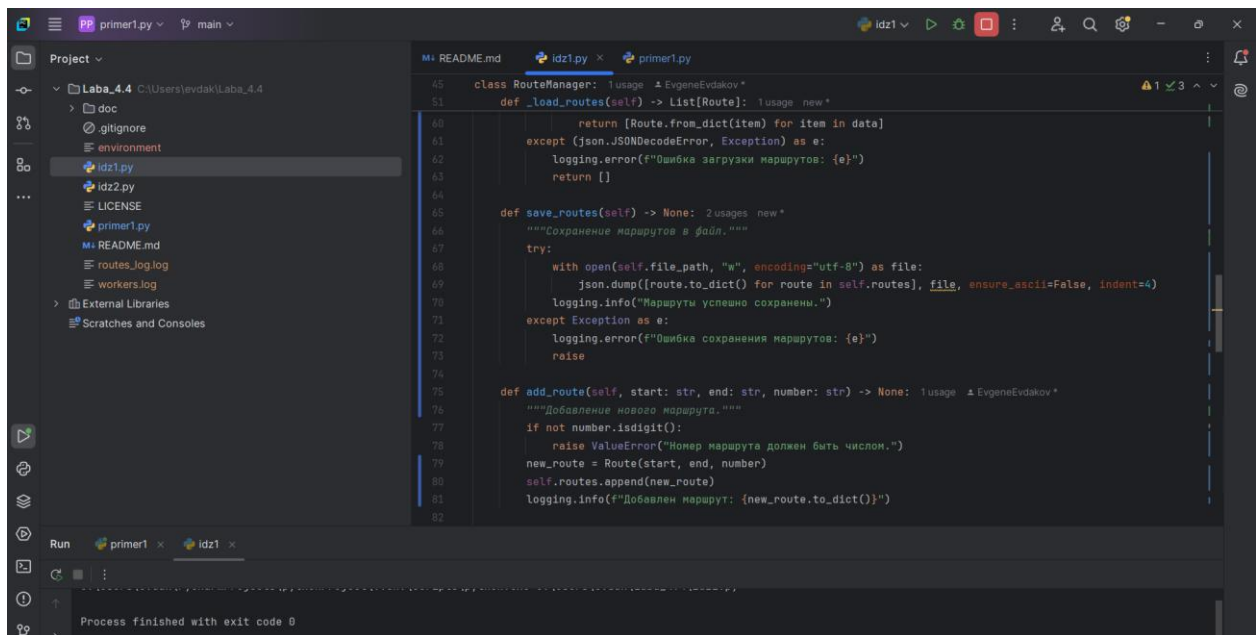 PP primer1.py main idz1
Project
README.md idz1.py primer1.py
Laba_4.4 C:\Users\evdak\Laba_4.4
doc
.gitignore
environment
idz1.py
idz2.py
LICENSE
primer1.py
README.md
routes_log.log
workers.log
External Libraries
Scratches and Consoles
45 class RouteManager: 1 usage EvgeneEvdakov * 1 3
51 def _load_routes(self) -> List[Route]: 1 usage new *
60 return [Route.from_dict(item) for item in data]
61 except (json.JSONDecodeError, Exception) as e:
62 logging.error(f"Ошибка загрузки маршрутов: {e}")
63 return []
64
65 def save_routes(self) -> None: 2 usages new *
66 """Сохранение маршрутов в файл."""
67 try:
68 with open(self.file_path, "w", encoding="utf-8") as file:
69 json.dump([route.to_dict() for route in self.routes], file, ensure_ascii=False, indent=4)
70 logging.info("Маршруты успешно сохранены.")
71 except Exception as e:
72 logging.error(f"Ошибка сохранения маршрутов: {e}")
73 raise
74
75 def add_route(self, start: str, end: str, number: str) -> None: 1 usage EvgeneEvdakov *
76 """Добавление нового маршрута."""
77 if not number.isdigit():
78 raise ValueError("Номер маршрута должен быть числом.")
79 new_route = Route(start, end, number)
80 self.routes.append(new_route)
81 logging.info(f"Добавлен маршрут: {new_route.to_dict()}")
82
Run primer1 idz1
Process finished with exit code 0